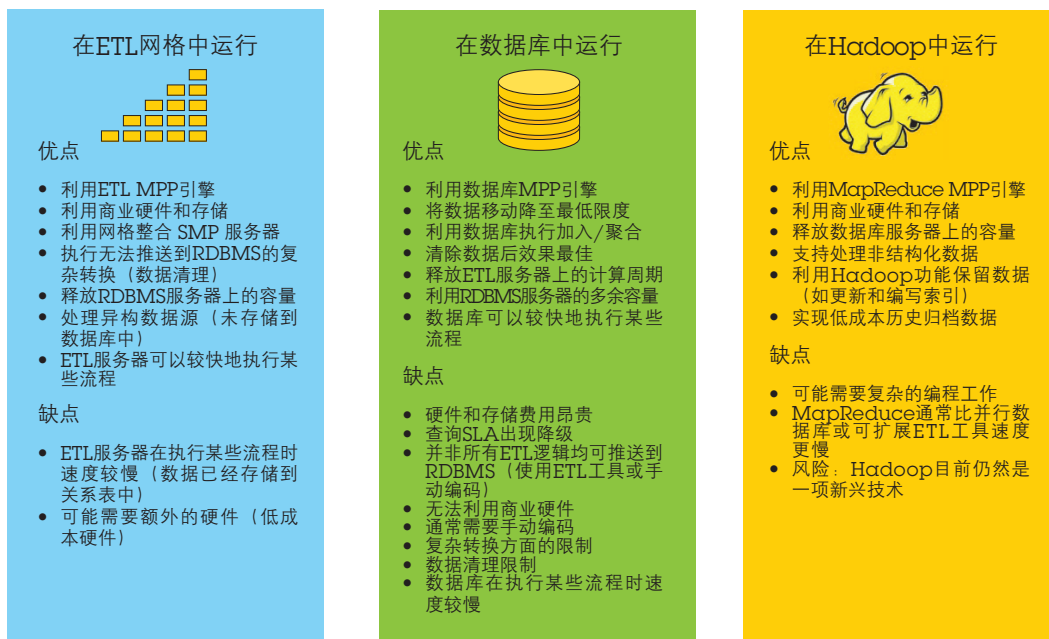 在ETL网格中运行
优点
• 利用ETL MPP引擎
• 利用商业硬件和存储
• 利用网格整合 SMP 服务器
• 执行无法推送到RDBMS的复
杂转换（数据清理）
• 释放RDBMS服务器上的容量
• 处理异构数据源（未存储到
数据库中）
• ETL服务器可以较快地执行某
些流程
缺点
• ETL服务器在执行某些流程时
速度较慢（数据已经存储到
关系表中）
• 可能需要额外的硬件（低成
本硬件）
在数据库中运行
优点
• 利用数据库MPP引擎
• 将数据移动降至最低限度
• 利用数据库执行加入/聚合
• 清除数据后效果最佳
• 释放ETL服务器上的计算周期
• 利用RDBMS服务器的多余容量
• 数据库可以较快地执行某些
流程
缺点
• 硬件和存储费用昂贵
• 查询SLA出现降级
• 并非所有ETL逻辑均可推送到
RDBMS（使用ETL工具或手
动编码）
• 无法利用商业硬件
• 通常需要手动编码
• 复杂转换方面的限制
• 数据清理限制
• 数据库在执行某些流程时速
度较慢
在Hadoop中运行
优点
• 利用MapReduce MPP引擎
• 利用商业硬件和存储
• 释放数据库服务器上的容量
• 支持处理非结构化数据
• 利用Hadoop功能保留数据
（如更新和编写索引）
• 实现低成本历史归档数据
缺点
• 可能需要复杂的编程工作
• MapReduce通常比并行数
据库或可扩展ETL工具速度
更慢
• 风险：Hadoop目前仍然是
一项新兴技术